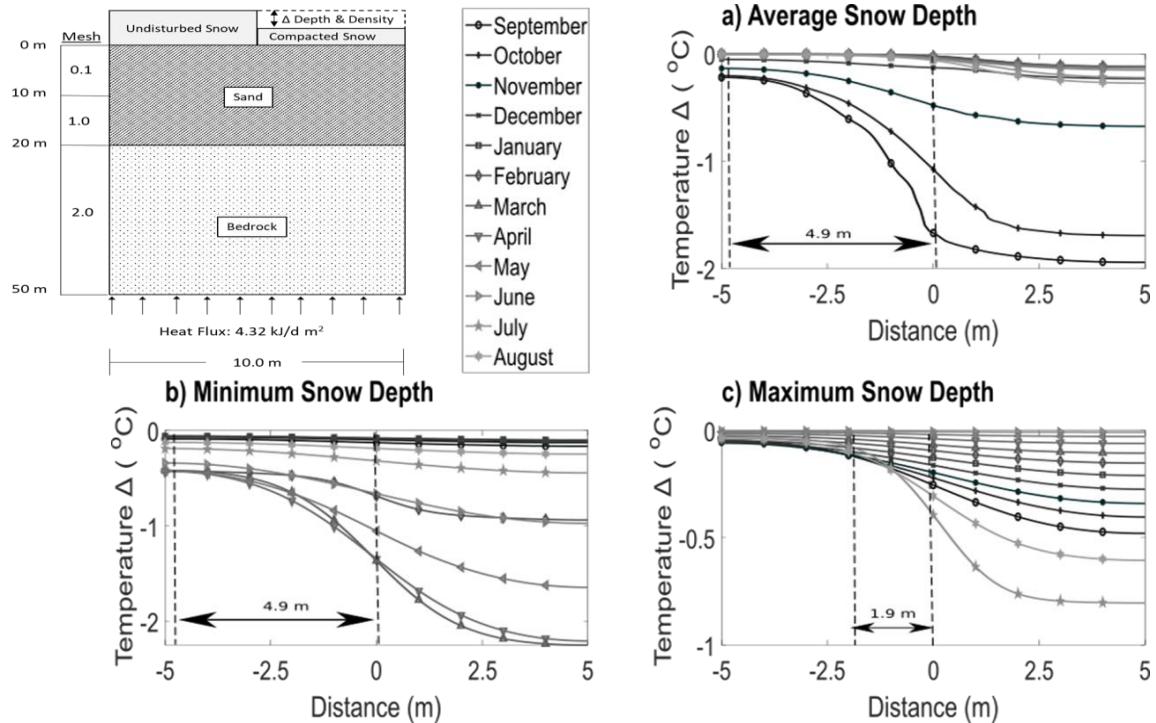 Mesh
0 m
0.1
10 m
1.0
20 m
2.0
50 m
Undisturbed Snow
Δ Depth & Density
Compacted Snow
Sand
Bedrock
Heat Flux: 4.32 kJ/d m²
10.0 m
September
October
November
December
January
February
March
April
May
June
July
August
a) Average Snow Depth
Temperature Δ ( °C)
0
-1
-2
4.9 m
-5
-2.5
0
2.5
5
Distance (m)
b) Minimum Snow Depth
Temperature Δ ( °C)
0
-1
-2
4.9 m
-5
-2.5
0
2.5
5
Distance (m)
c) Maximum Snow Depth
Temperature Δ ( °C)
0
-0.5
-1
1.9 m
-5
-2.5
0
2.5
5
Distance (m)